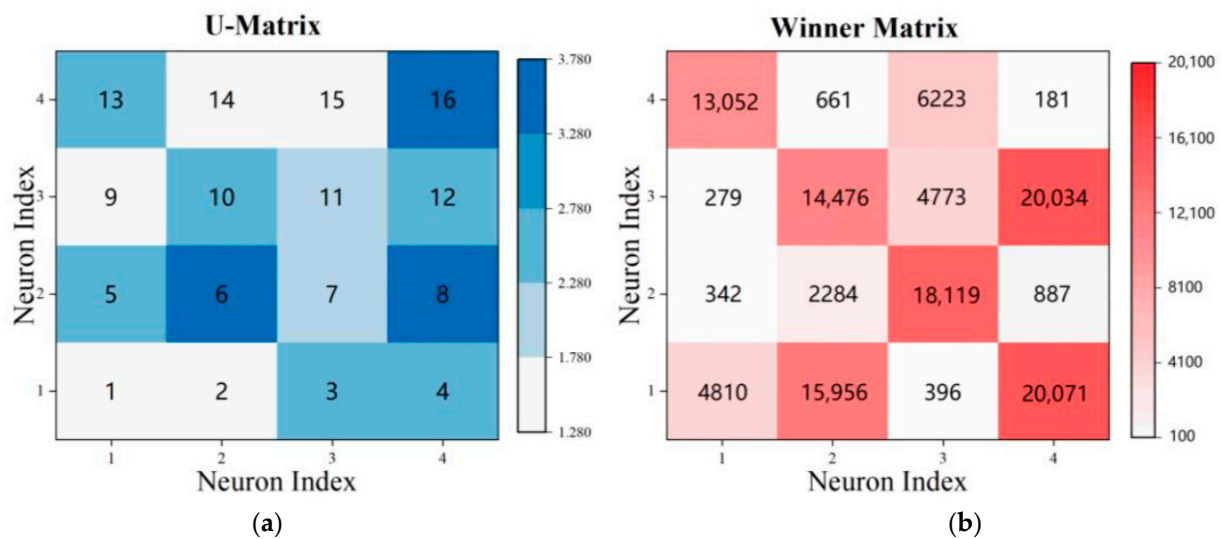 U-Matrix
Neuron Index
4
3
2
1
13 14 15 16
9 10 11 12
5 6 7 8
1 2 3 4
1 2 3 4
Neuron Index
3.780
3.280
2.780
2.280
1.780
1.280
(a)
Winner Matrix
Neuron Index
4
3
2
1
13,052 661 6223 181
279 14,476 4773 20,034
342 2284 18,119 887
4810 15,956 396 20,071
1 2 3 4
Neuron Index
20,100
16,100
12,100
8100
4100
100
(b)